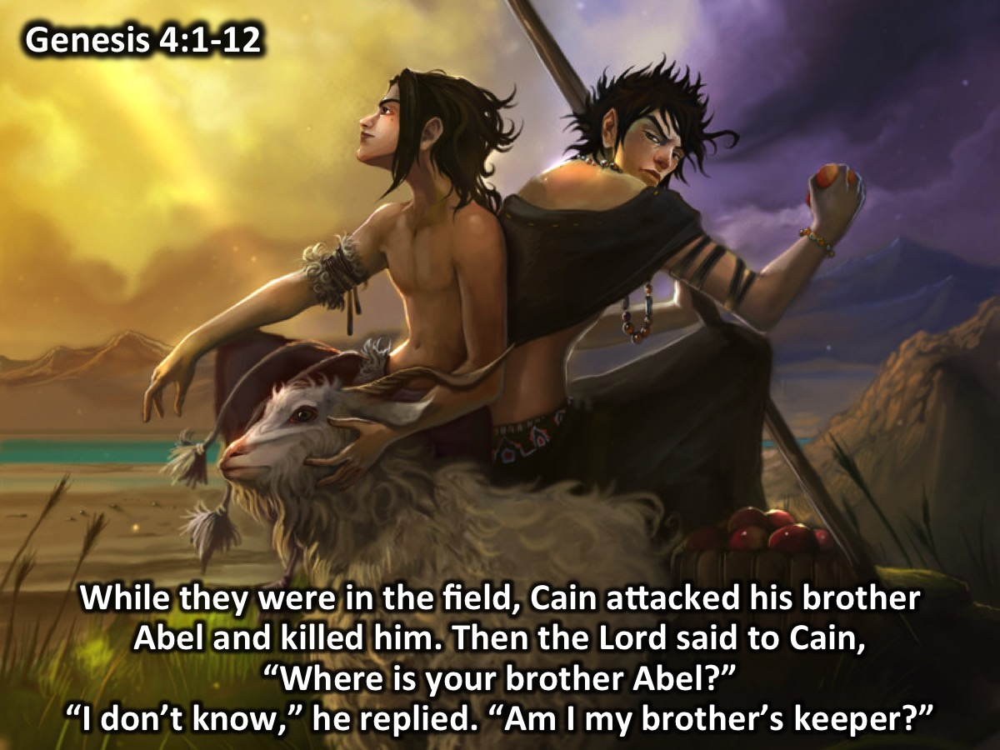 Genesis 4:1-12
While they were in the field, Cain attacked his brother
Abel and killed him. Then the Lord said to Cain,
“Where is your brother Abel?”
“I don’t know,” he replied. “Am I my brother’s keeper?”